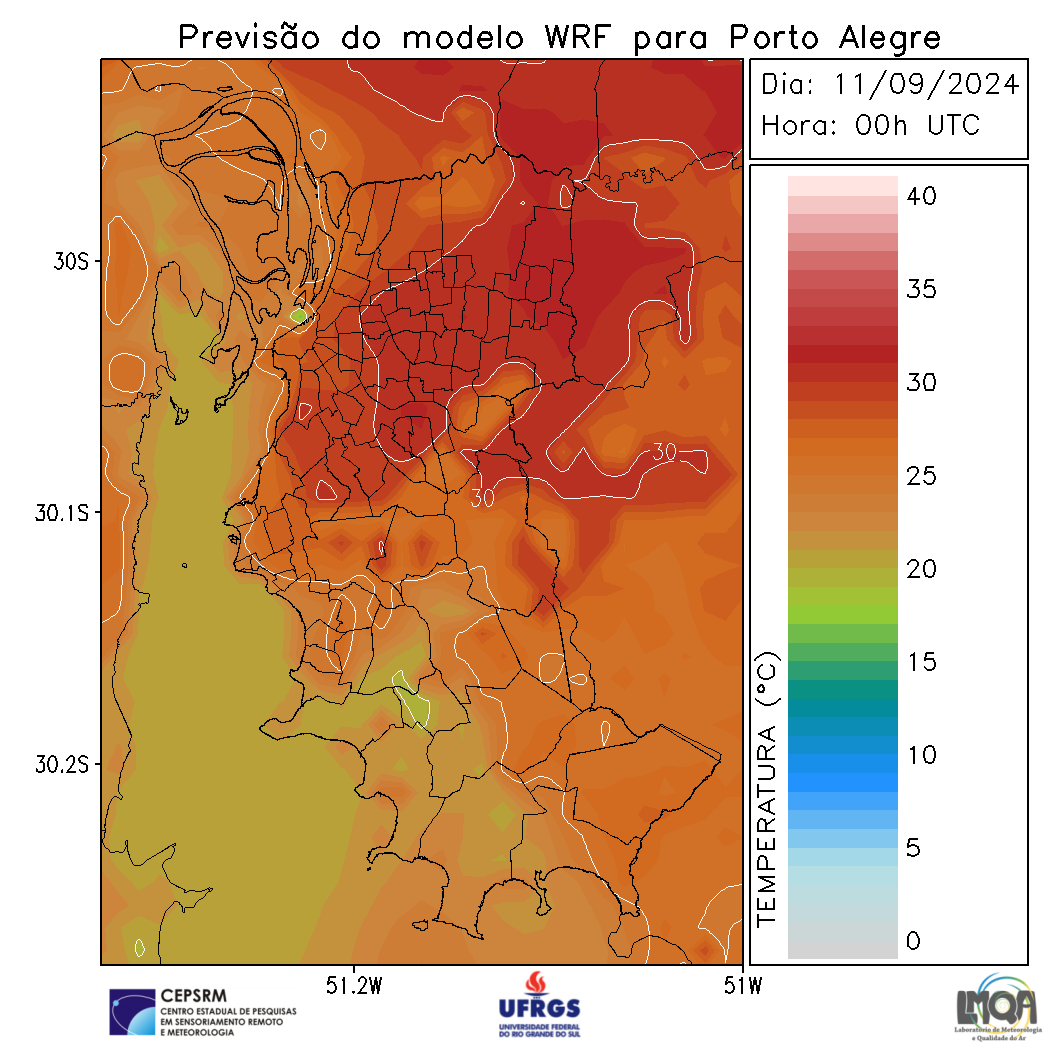 Previsão do modelo WRF para Porto Alegre
Dia: 11/09/2024
Hora: 00h UTC
30S
30.1S
30.2S
51.2W
51W
30
30
TEMPERATURA (°C)
40
35
30
25
20
15
10
5
0
CEPSRM
CENTRO ESTADUAL DE PESQUISAS
EM SENSORIAMENTO REMOTO
E METEOROLOGIA
UFRGS
UNIVERSIDADE FEDERAL
DO RIO GRANDE DO SUL
LMQA
Laboratório de Meteorologia
e Qualidade do Ar